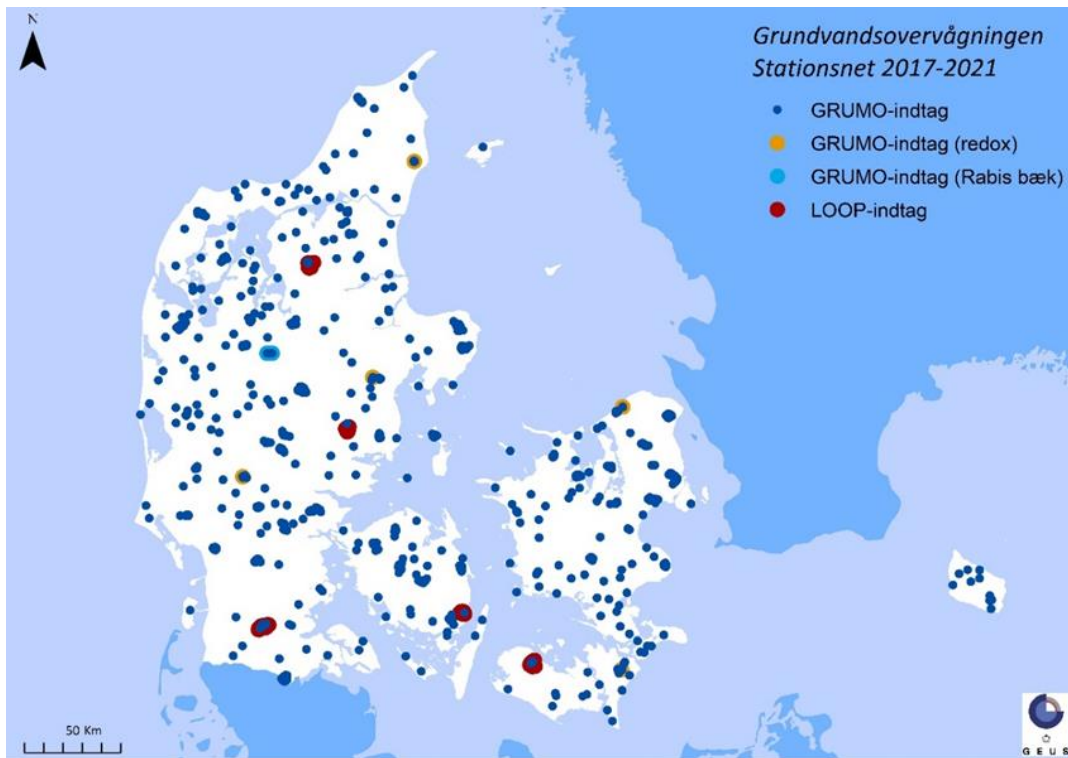 N
Grundvandsovervågningen
Stationsnet 2017-2021
GRUMO-indtag
GRUMO-indtag (redox)
GRUMO-indtag (Rabis bæk)
LOOP-indtag
50 Km
GEUS